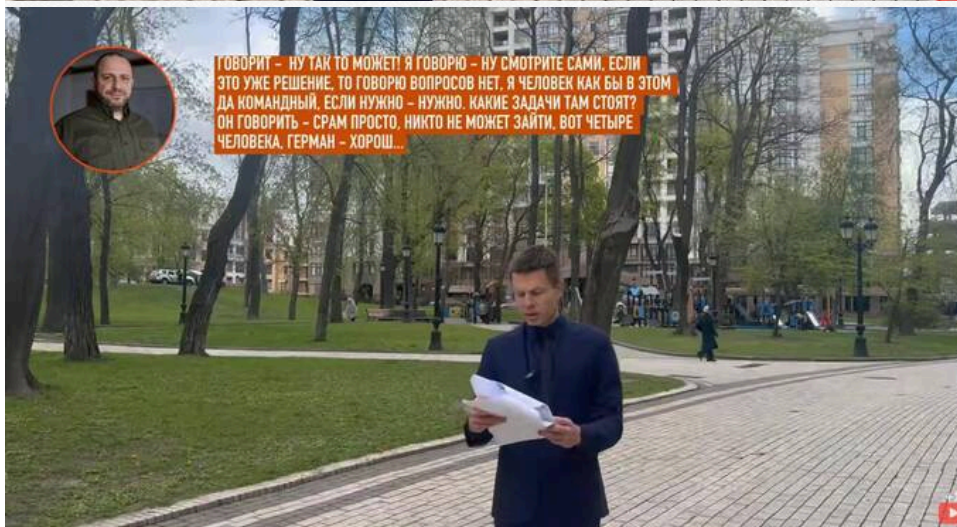 ГОВОРИТ – НУ ТАК ТО МОЖЕТ! Я ГОВОРЮ – НУ СМОТРИТЕ САМИ, ЕСЛИ
ЭТО УЖЕ РЕШЕНИЕ, ТО ГОВОРЮ ВОПРОСОВ НЕТ, Я ЧЕЛОВЕК КАК БЫ В ЭТОМ
ДА КОМАНДНЫЙ, ЕСЛИ НУЖНО – НУЖНО. КАКИЕ ЗАДАЧИ ТАМ СТОЯТ?
ОН ГОВОРИТЬ – СРАМ ПРОСТО, НИКТО НЕ МОЖЕТ ЗАЙТИ, ВОТ ЧЕТЫРЕ
ЧЕЛОВЕКА, ГЕРМАН – ХОРОШ...